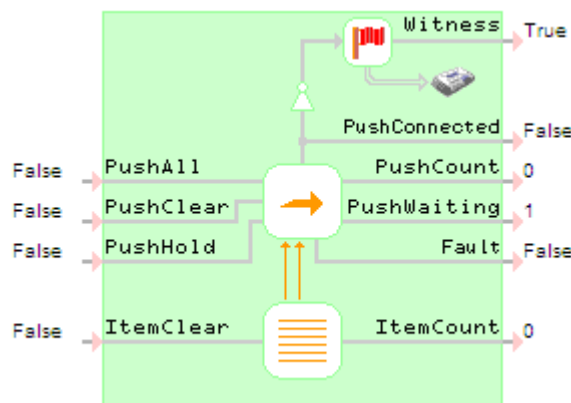 Witness True
PushConnected False
False PushAll PushCount 0
False PushClear PushWaiting 1
False PushHold Fault False
False ItemClear ItemCount 0